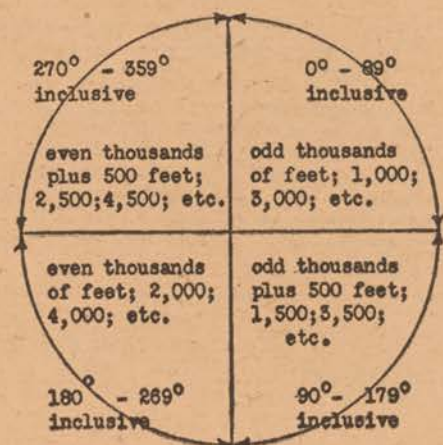 270° - 359°
inclusive
0° - 89°
inclusive
even thousands
plus 500 feet;
2,500;4,500; etc.
odd thousands
of feet; 1,000;
3,000; etc.
even thousands
of feet; 2,000;
4,000; etc.
odd thousands
plus 500 feet;
1,500;3,500;
etc.
180° - 269°
inclusive
90°- 179°
inclusive